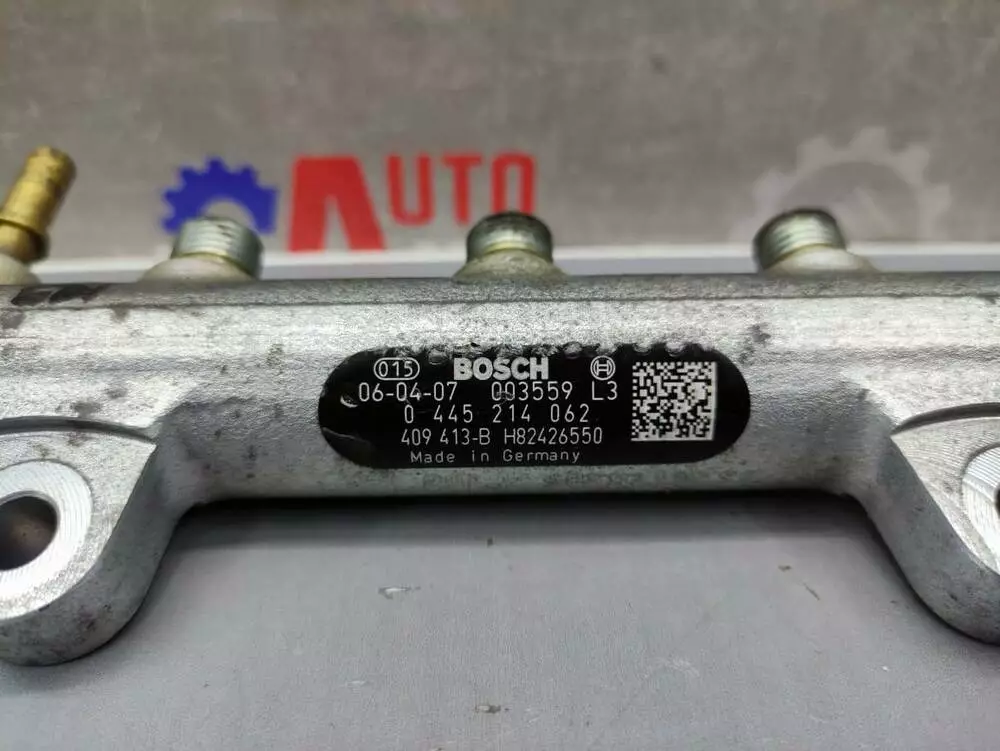 AUTO
015 BOSCH
06-04-07 003559 L3
0 445 214 062
409 413-B H82426550
Made in Germany